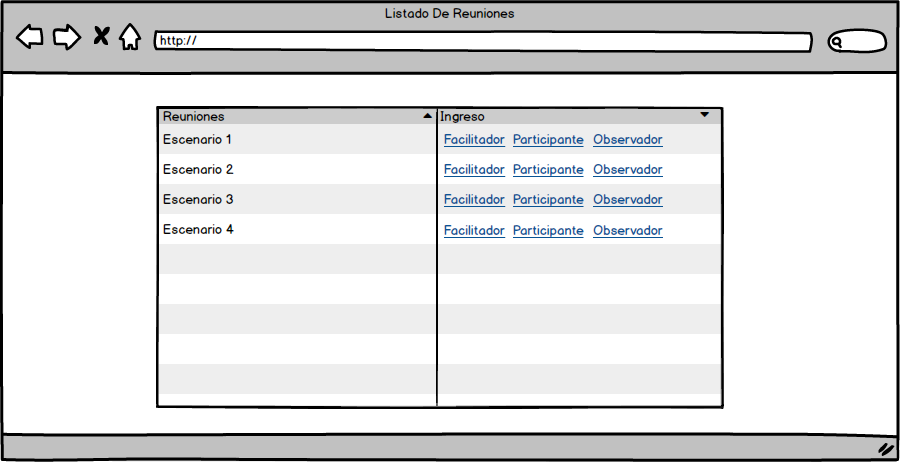 Listado De Reuniones
http://
Reuniones Ingreso
Escenario 1 Facilitador Participante Observador
Escenario 2 Facilitador Participante Observador
Escenario 3 Facilitador Participante Observador
Escenario 4 Facilitador Participante Observador